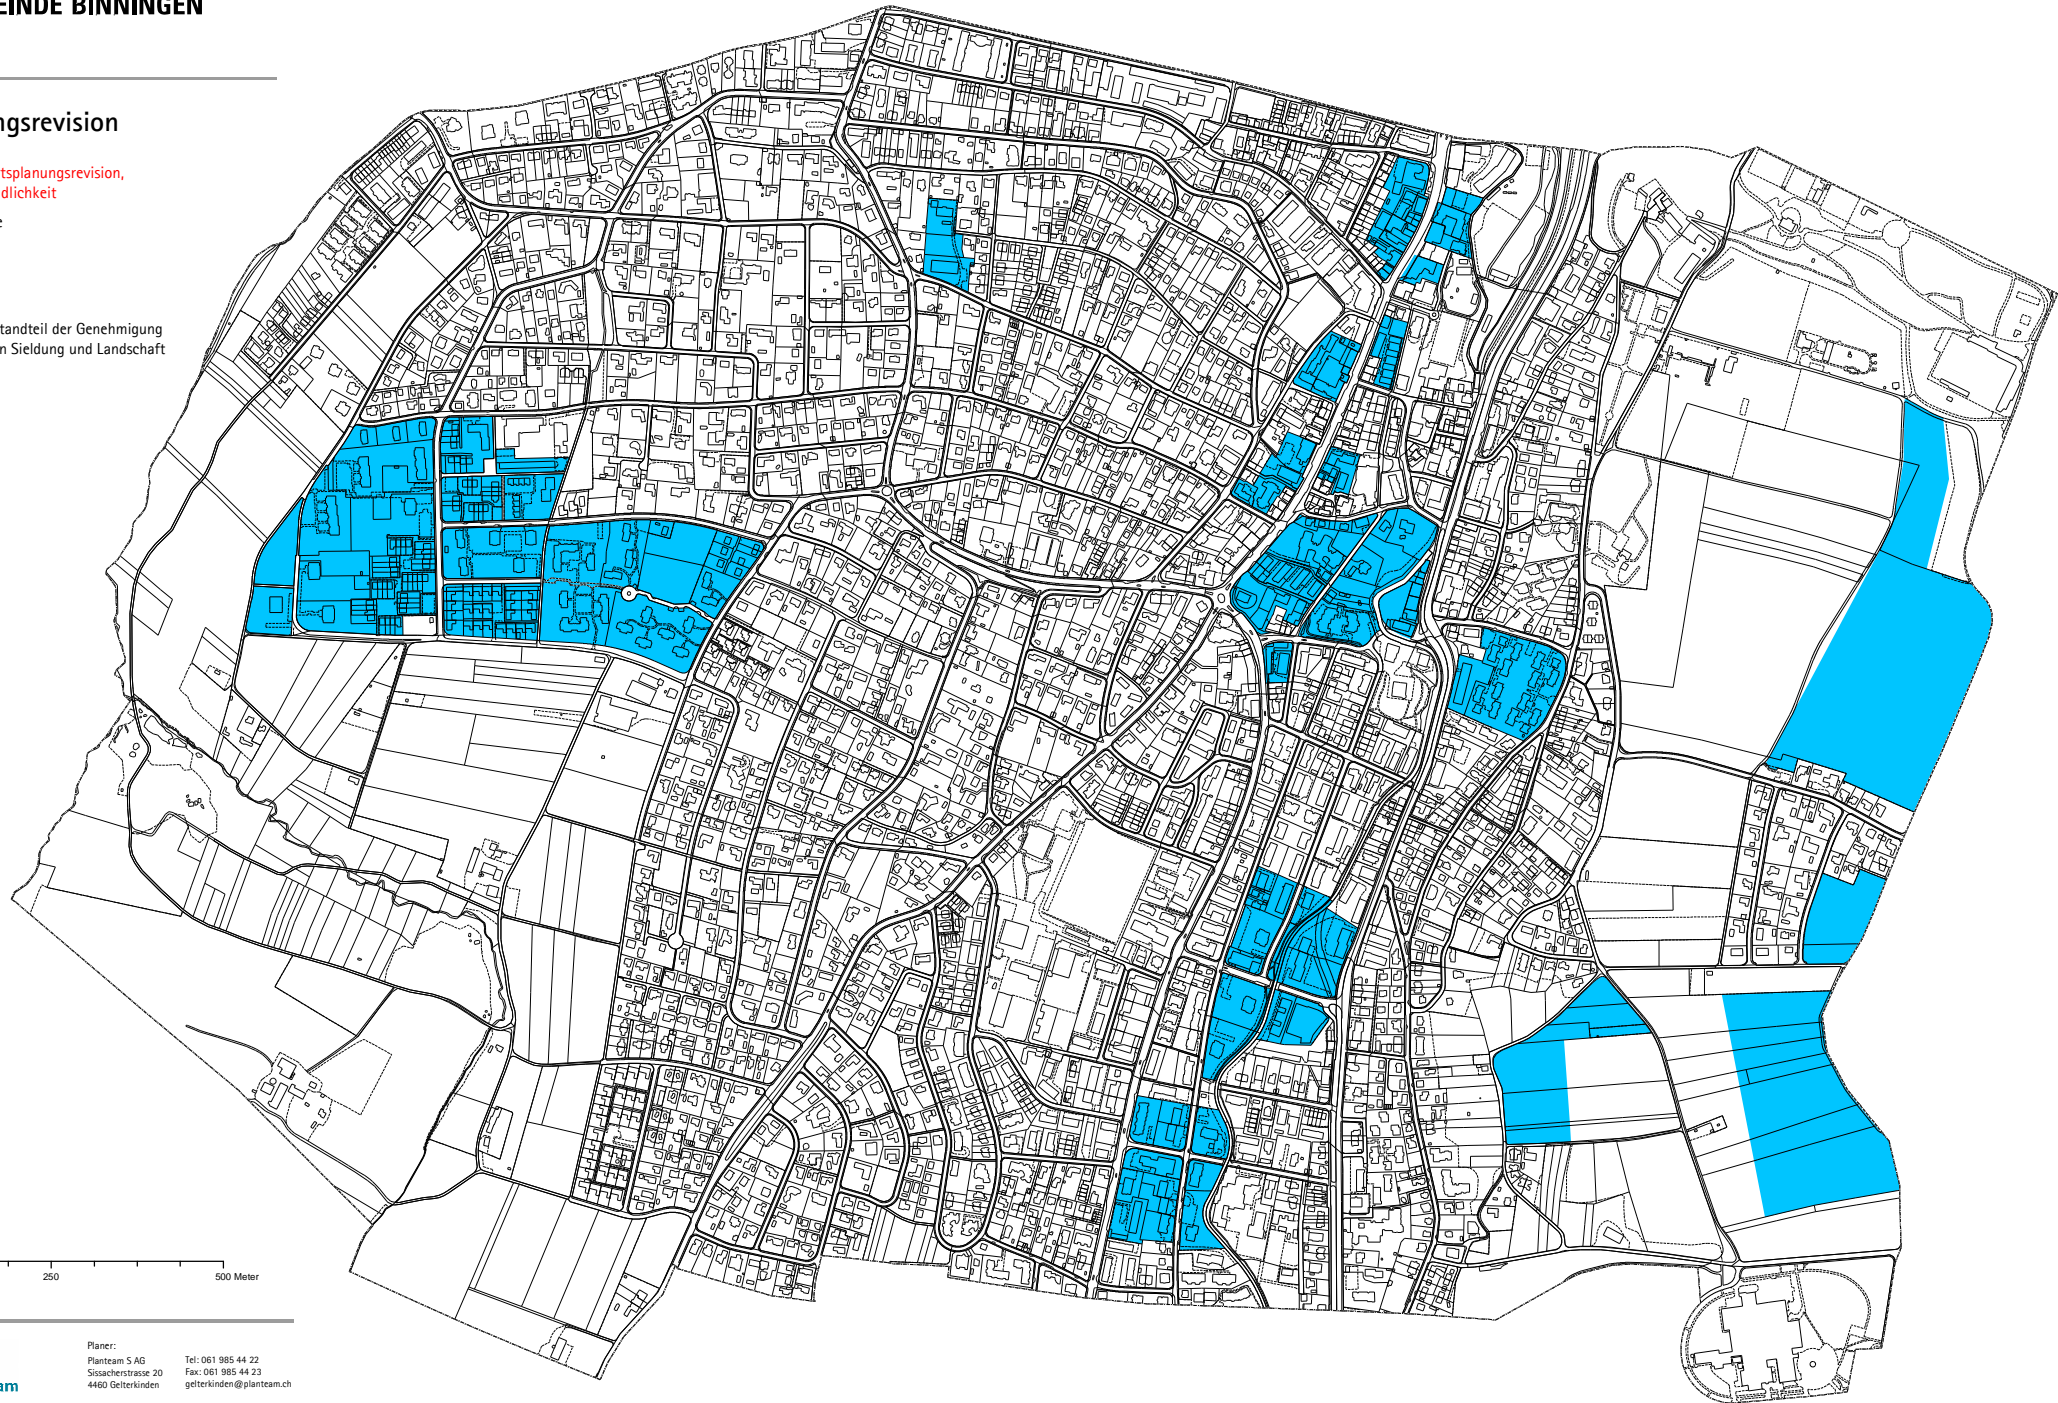 EINDE BINNINGEN
ngsrevision
tsplanungsrevision,
dlichkeit
e
tandteil der Genehmigung
n Sieldung und Landschaft
250
500 Meter
Planer:
Planteam S AG
Sissacherstrasse 20
4460 Gelterkinden
Tel: 061 985 44 22
Fax: 061 985 44 23
gelterkinden@planteam.ch
am